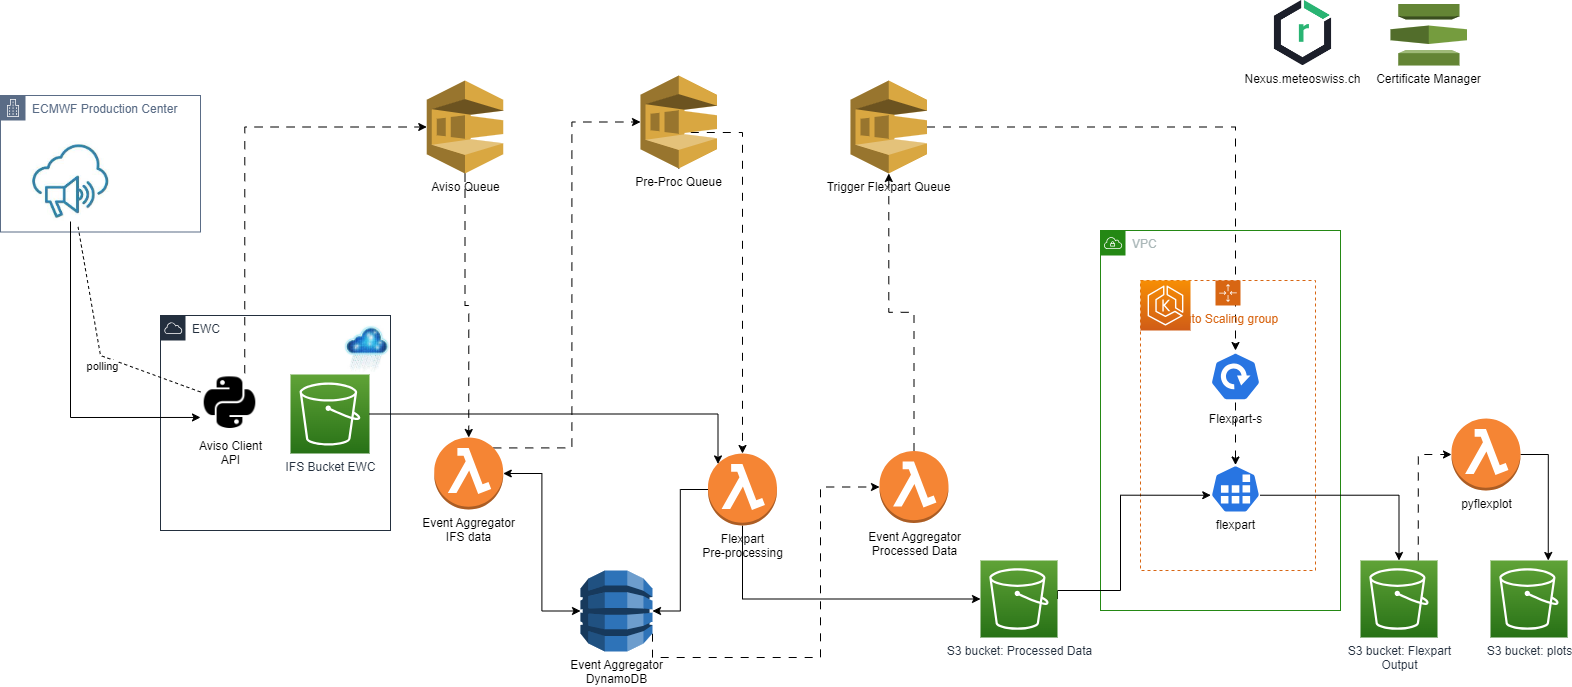 r
Nexus.meteoswiss.ch
Certificate Manager
ECMWF Production Center
Aviso Queue
Pre-Proc Queue
Trigger Flexpart Queue
VPC
K
to Scaling group
EWC
polling
Aviso Client
API
IFS Bucket EWC
Flexpart-s
Event Aggregator
IFS data
Flexpart
Pre-processing
Event Aggregator
Processed Data
flexpart
pyflexplot
Event Aggregator
DynamoDB
S3 bucket: Processed Data
S3 bucket: Flexpart
Output
S3 bucket: plots